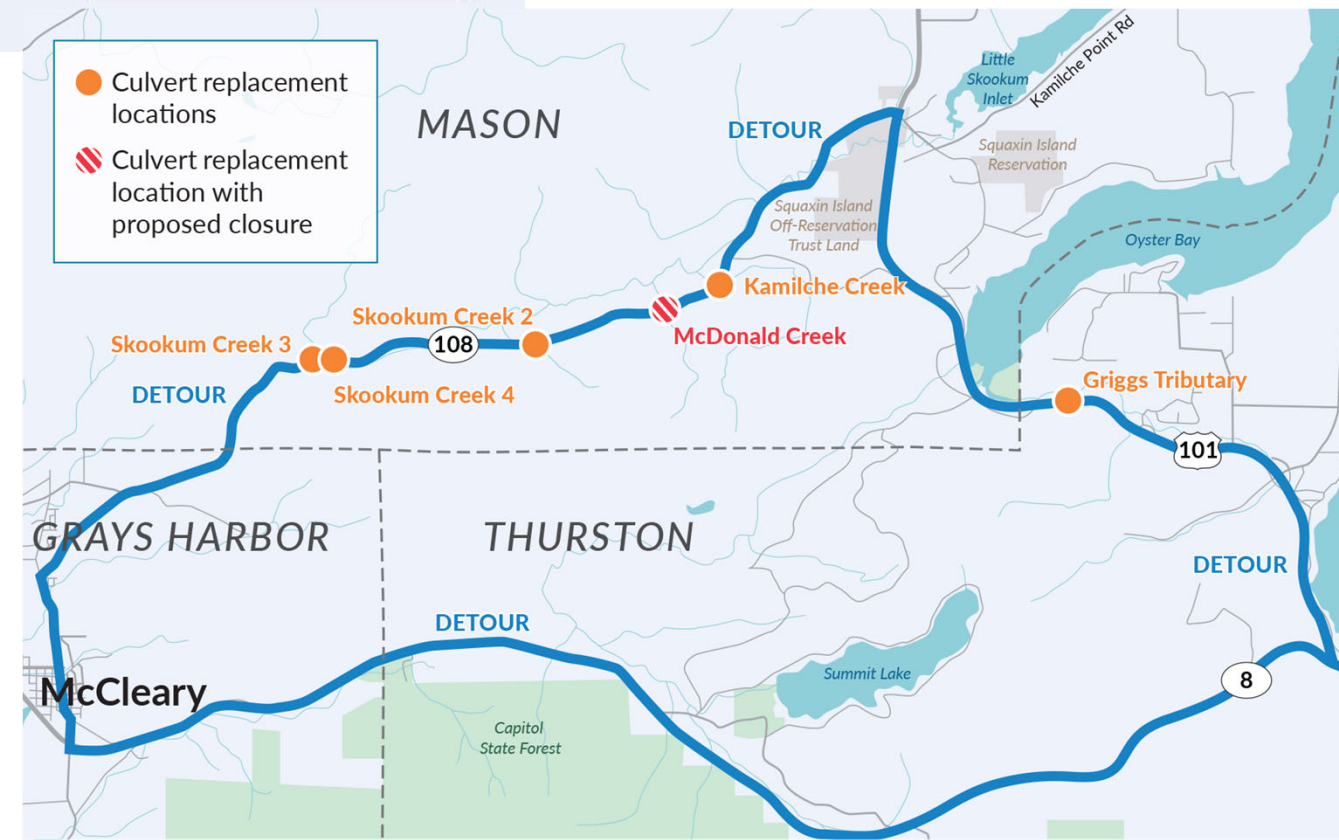 Culvert replacement
locations
Culvert replacement
location with
proposed closure
MASON
DETOUR
Little
Skookum
Inlet
Kamilche Point Rd
Squaxin Island
Reservation
Squaxin Island
Off-Reservation
Trust Land
Oyster Bay
Kamilche Creek
Skookum Creek 2
McDonald Creek
Skookum Creek 3
108
DETOUR
Skookum Creek 4
Griggs Tributary
101
GRAYS HARBOR
THURSTON
DETOUR
DETOUR
McCleary
Summit Lake
8
Capitol
State Forest